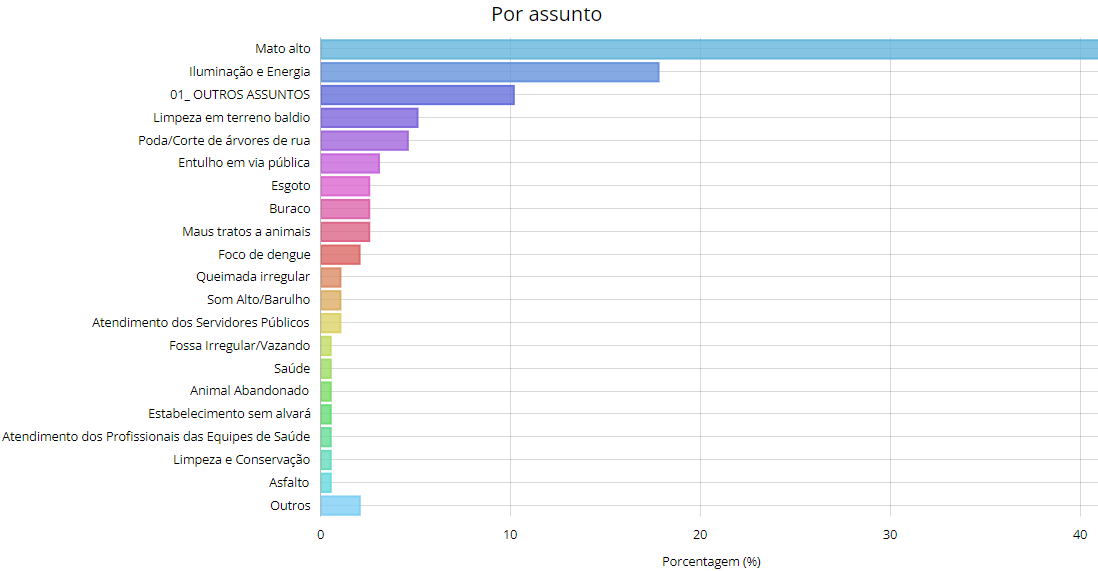 Por assunto
Mato alto
Iluminação e Energia
01_ OUTROS ASSUNTOS
Limpeza em terreno baldio
Poda/Corte de árvores de rua
Entulho em via pública
Esgoto
Buraco
Maus tratos a animais
Foco de dengue
Queimada irregular
Som Alto/Barulho
Atendimento dos Servidores Públicos
Fossa Irregular/Vazando
Saúde
Animal Abandonado
Estabelecimento sem alvará
Atendimento dos Profissionais das Equipes de Saúde
Limpeza e Conservação
Asfalto
Outros
0 10 20 30 40
Porcentagem (%)